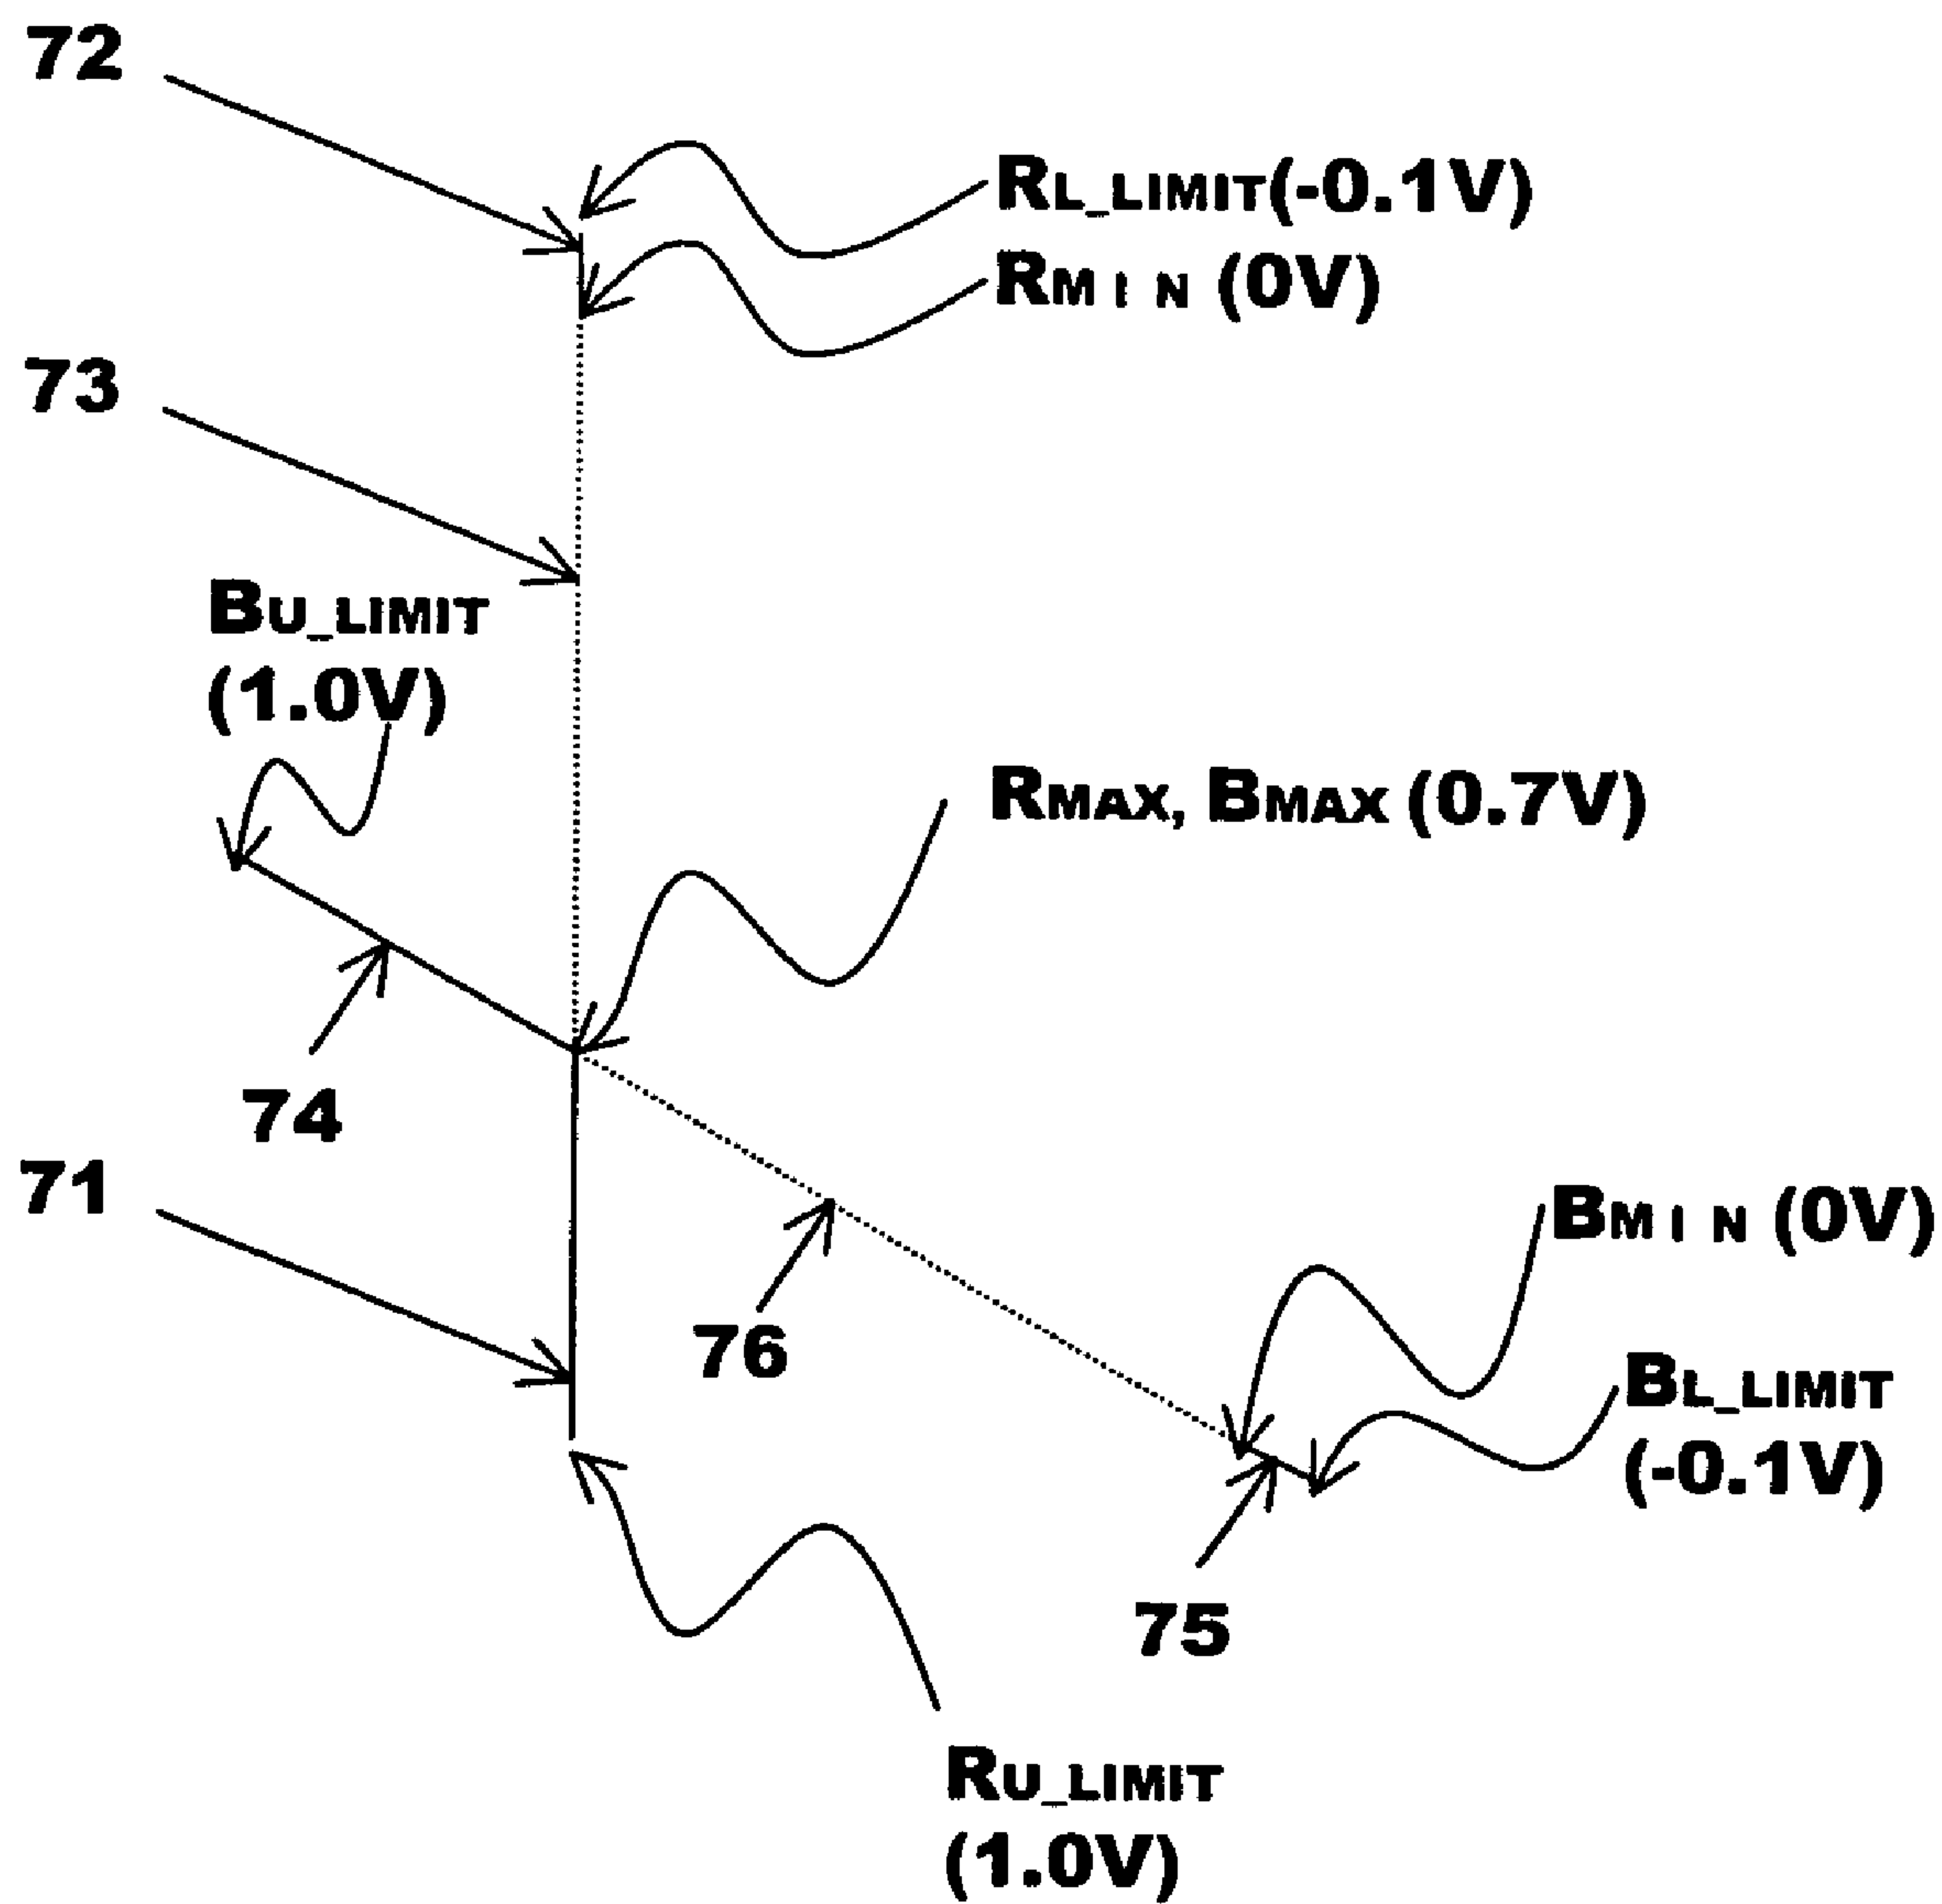 72
RL_LIMIT(-0.1V)
RMIN (0V)
73
BU_LIMIT
(1.0V)
RMAX, BMAX (0.7V)
74
71
BMIN (0V)
76
BL_LIMIT
(-0.1V)
75
RU_LIMIT
(1.0V)